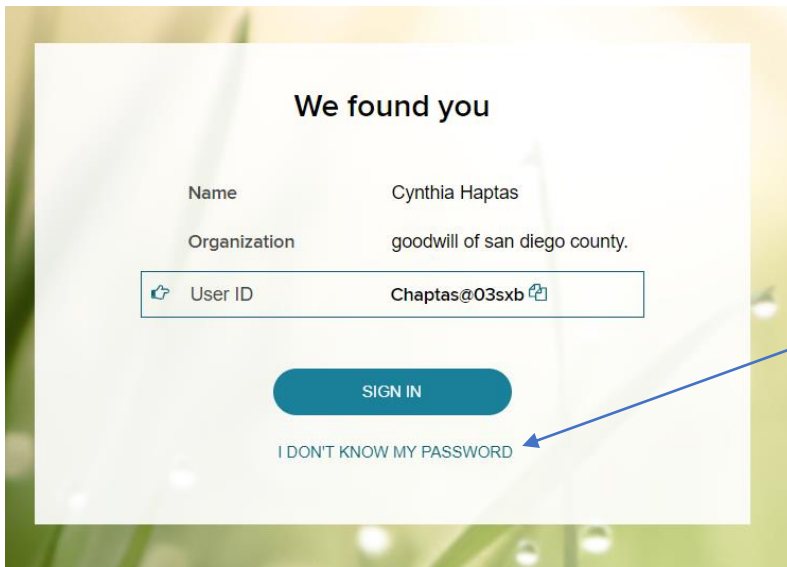 We found you
Name Cynthia Haptas
Organization goodwill of san diego county.
User ID Chaptas@03sxb
SIGN IN
I DON'T KNOW MY PASSWORD